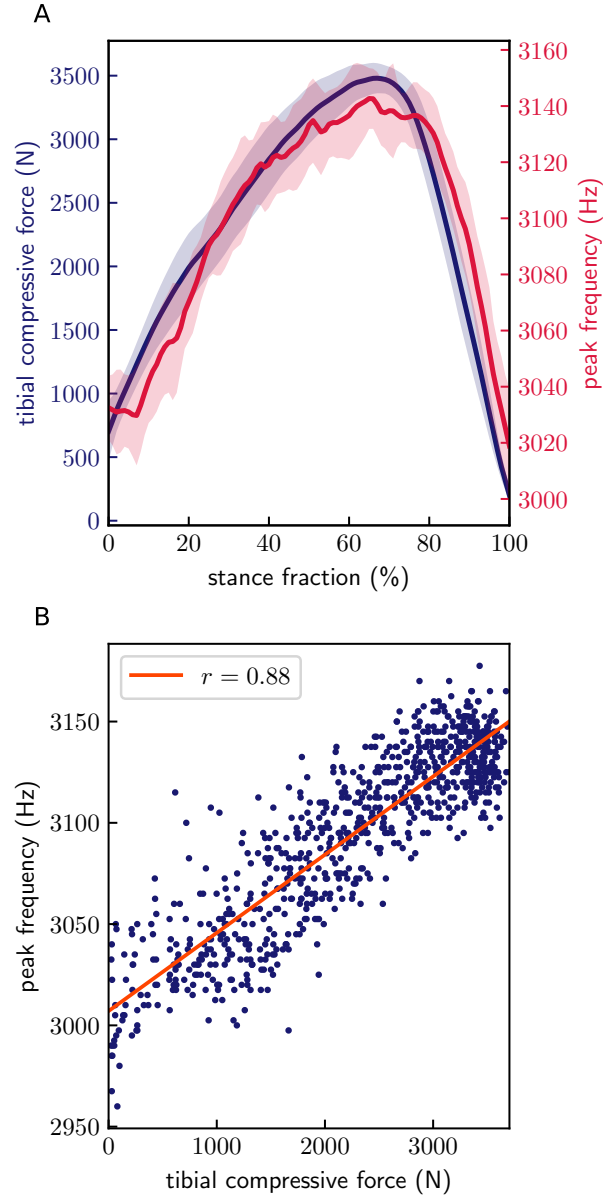 A
3500
3000
2500
2000
1500
1000
500
0
tibial compressive force (N)
3160
3140
3120
3100
3080
3060
3040
3020
3000
peak frequency (Hz)
0 20 40 60 80 100
stance fraction (%)
B
r = 0.88
3150
3100
3050
3000
2950
peak frequency (Hz)
0 1000 2000 3000
tibial compressive force (N)